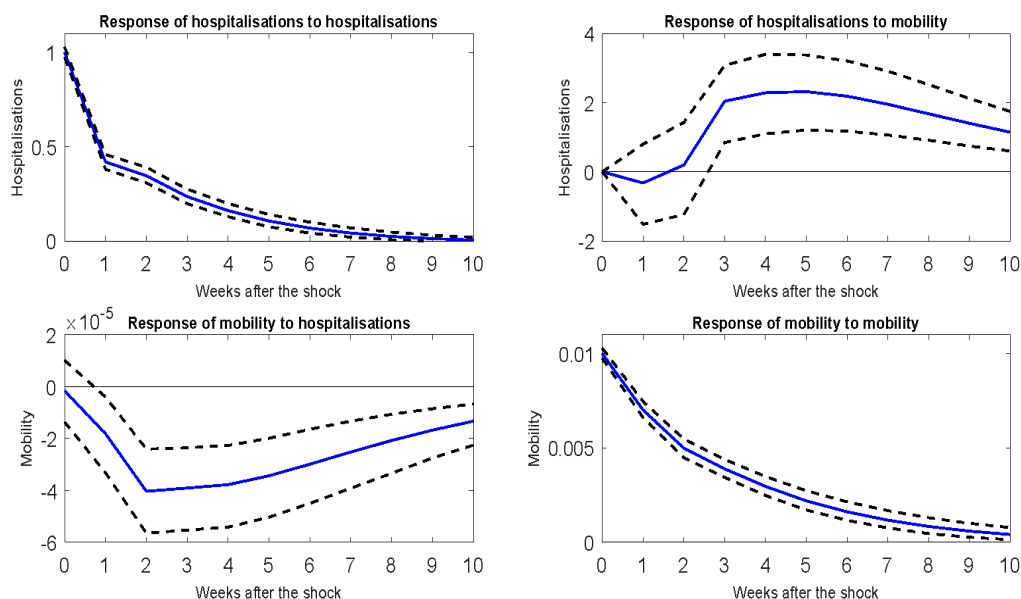 Response of hospitalisations to hospitalisations
1
0.5
0
Hospitalisations
0 1 2 3 4 5 6 7 8 9 10
Weeks after the shock
Response of hospitalisations to mobility
4
2
0
-2
Hospitalisations
0 1 2 3 4 5 6 7 8 9 10
Weeks after the shock
×10^-5
Response of mobility to hospitalisations
2
0
-2
-4
-6
Mobility
0 1 2 3 4 5 6 7 8 9 10
Weeks after the shock
Response of mobility to mobility
0.01
0.005
0
Mobility
0 1 2 3 4 5 6 7 8 9 10
Weeks after the shock